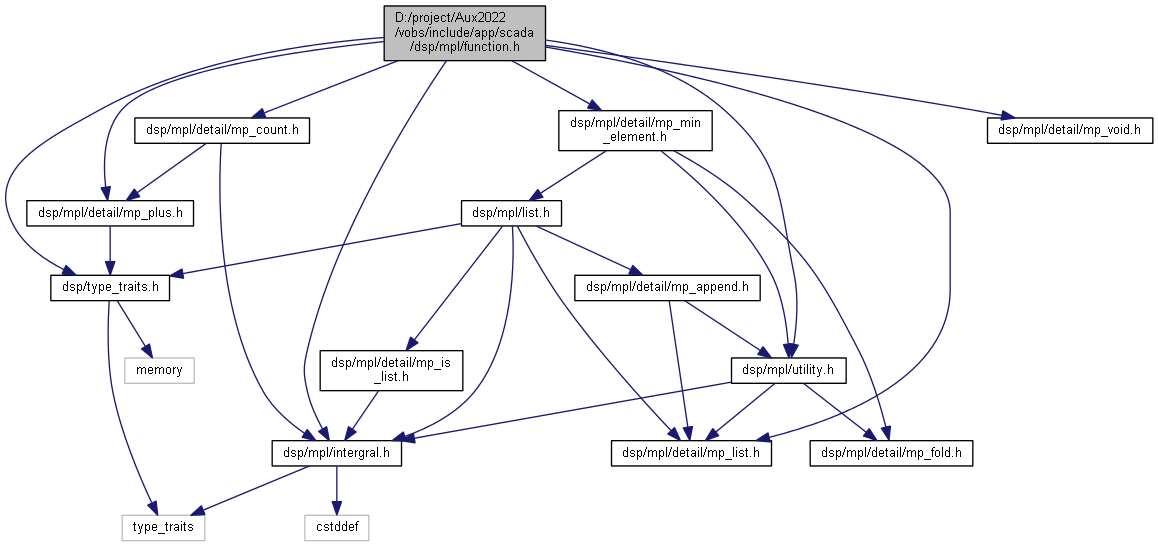 D:/project/Aux2022
/vobs/include/app/scada
/dsp/mpl/function.h
dsp/mpl/detail/mp_count.h
dsp/mpl/detail/mp_min
_element.h
dsp/mpl/detail/mp_void.h
dsp/mpl/detail/mp_plus.h
dsp/mpl/list.h
dsp/type_traits.h
dsp/mpl/detail/mp_append.h
memory
dsp/mpl/detail/mp_is
_list.h
dsp/mpl/utility.h
dsp/mpl/intergral.h
dsp/mpl/detail/mp_list.h
dsp/mpl/detail/mp_fold.h
type_traits
cstddef